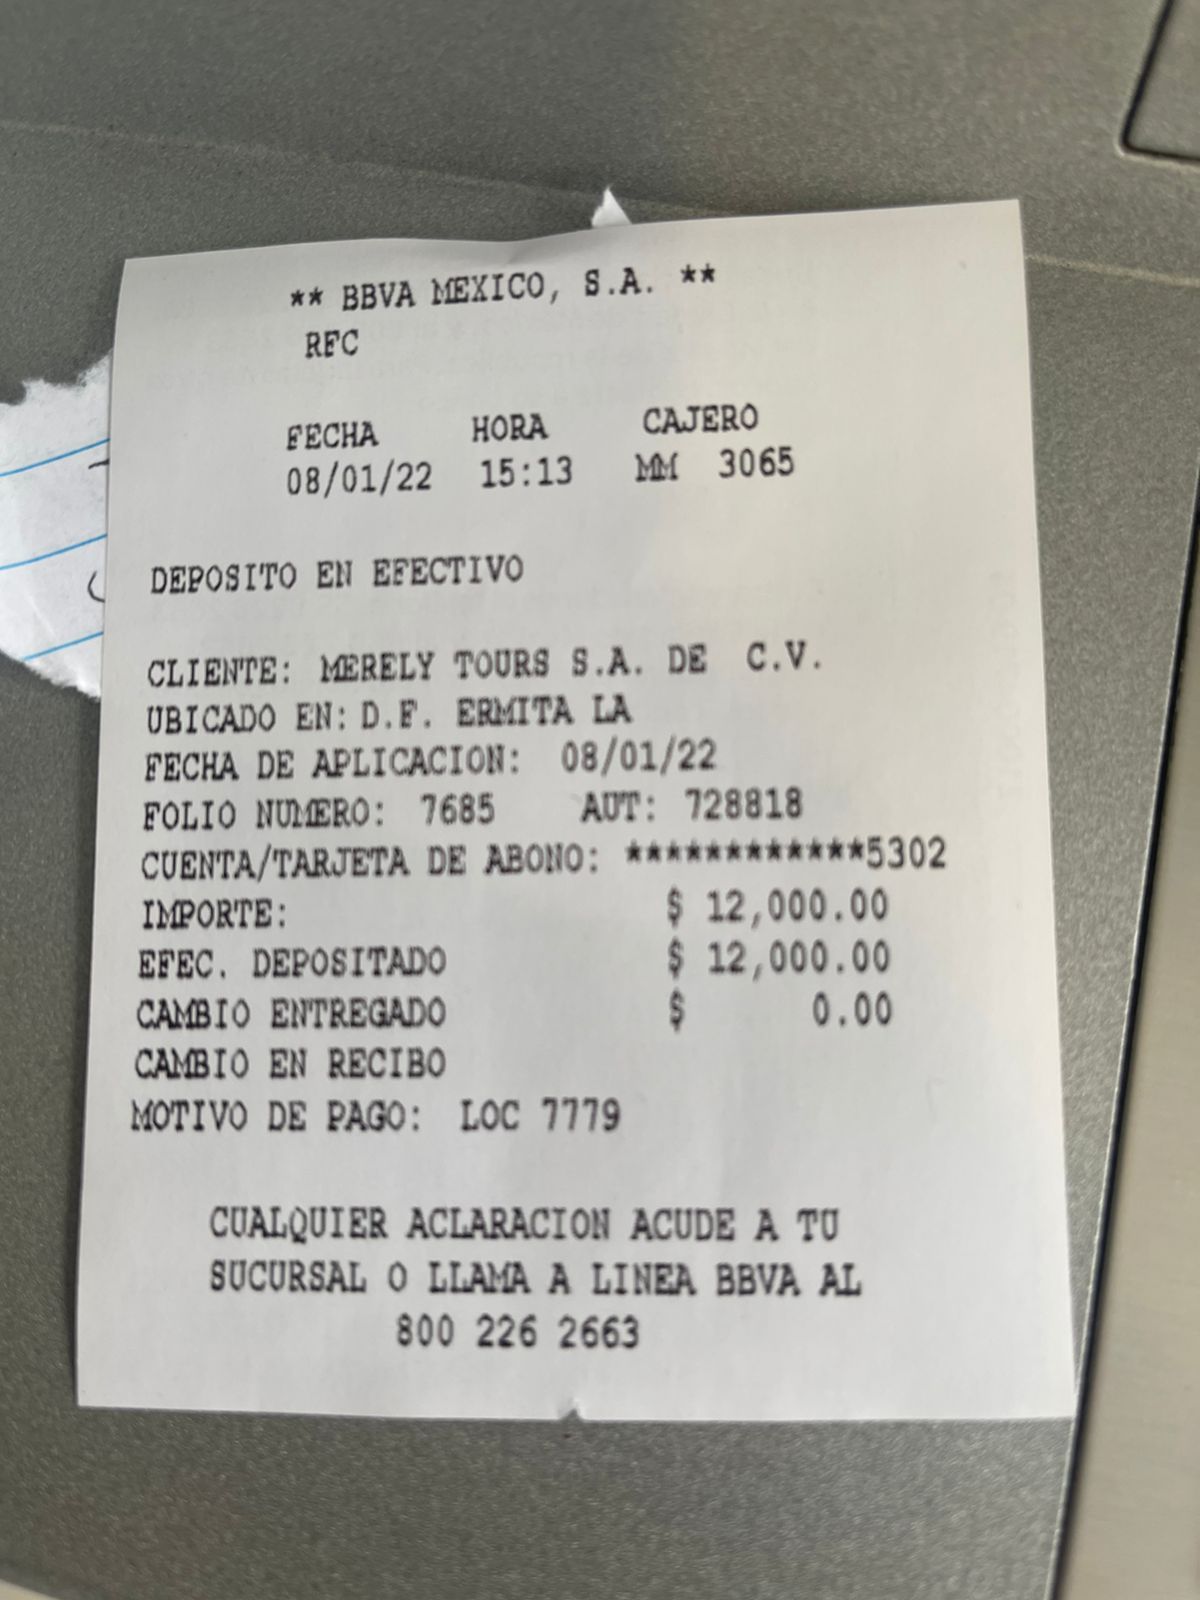 ** BBVA MEXICO, S.A. **
RFC
FECHA HORA CAJERO
08/01/22 15:13 MM 3065
DEPOSITO EN EFECTIVO
CLIENTE: MERELY TOURS S.A. DE C.V.
UBICADO EN: D.F. ERMITA LA
FECHA DE APLICACION: 08/01/22
FOLIO NUMERO: 7685 AUT: 728818
CUENTA/TARJETA DE ABONO: ************5302
IMPORTE: $ 12,000.00
EFEC. DEPOSITADO $ 12,000.00
CAMBIO ENTREGADO $ 0.00
CAMBIO EN RECIBO
MOTIVO DE PAGO: LOC 7779
CUALQUIER ACLARACION ACUDE A TU
SUCURSAL O LLAMA A LINEA BBVA AL
800 226 2663